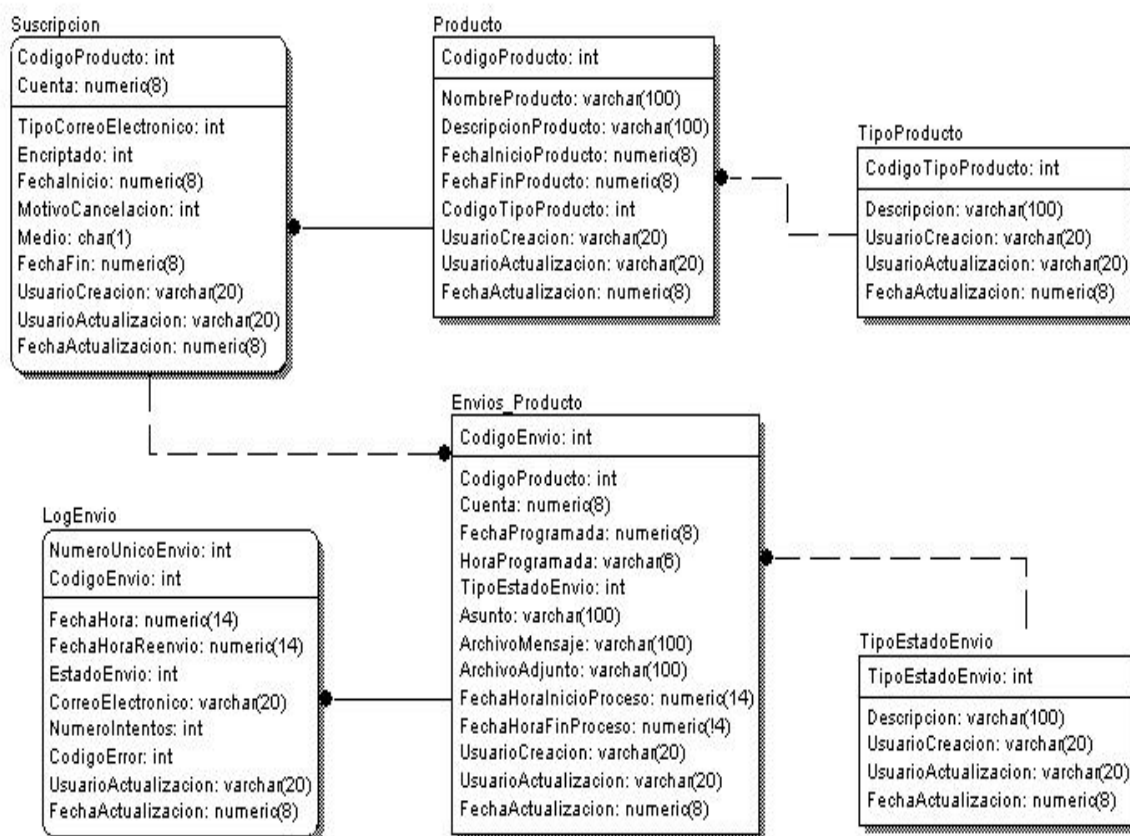 Suscripcion
CodigoProducto: int
Cuenta: numeric(8)
TipoCorreoElectronico: int
Encriptado: int
FechaInicio: numeric(8)
MotivoCancelacion: int
Medio: char(1)
FechaFin: numeric(8)
UsuarioCreacion: varchar(20)
UsuarioActualizacion: varchar(20)
FechaActualizacion: numeric(8)
Producto
CodigoProducto: int
NombreProducto: varchar(100)
DescripcionProducto: varchar(100)
FechaInicioProducto: numeric(8)
FechaFinProducto: numeric(8)
CodigoTipoProducto: int
UsuarioCreacion: varchar(20)
UsuarioActualizacion: varchar(20)
FechaActualizacion: numeric(8)
TipoProducto
CodigoTipoProducto: int
Descripcion: varchar(100)
UsuarioCreacion: varchar(20)
UsuarioActualizacion: varchar(20)
FechaActualizacion: numeric(8)
Envios_Producto
CodigoEnvio: int
CodigoProducto: int
Cuenta: numeric(8)
FechaProgramada: numeric(8)
HoraProgramada: varchar(6)
TipoEstadoEnvio: int
Asunto: varchar(100)
ArchivoMensaje: varchar(100)
ArchivoAdjunto: varchar(100)
FechaHoraInicioProceso: numeric(14)
FechaHoraFinProceso: numeric(!4)
UsuarioCreacion: varchar(20)
UsuarioActualizacion: varchar(20)
FechaActualizacion: numeric(8)
LogEnvio
NumeroUnicoEnvio: int
CodigoEnvio: int
FechaHora: numeric(14)
FechaHoraReenvio: numeric(14)
EstadoEnvio: int
CorreoElectronico: varchar(20)
NumeroIntentos: int
CodigoError: int
UsuarioActualizacion: varchar(20)
FechaActualizacion: numeric(8)
TipoEstadoEnvio
TipoEstadoEnvio: int
Descripcion: varchar(100)
UsuarioCreacion: varchar(20)
UsuarioActualizacion: varchar(20)
FechaActualizacion: numeric(8)